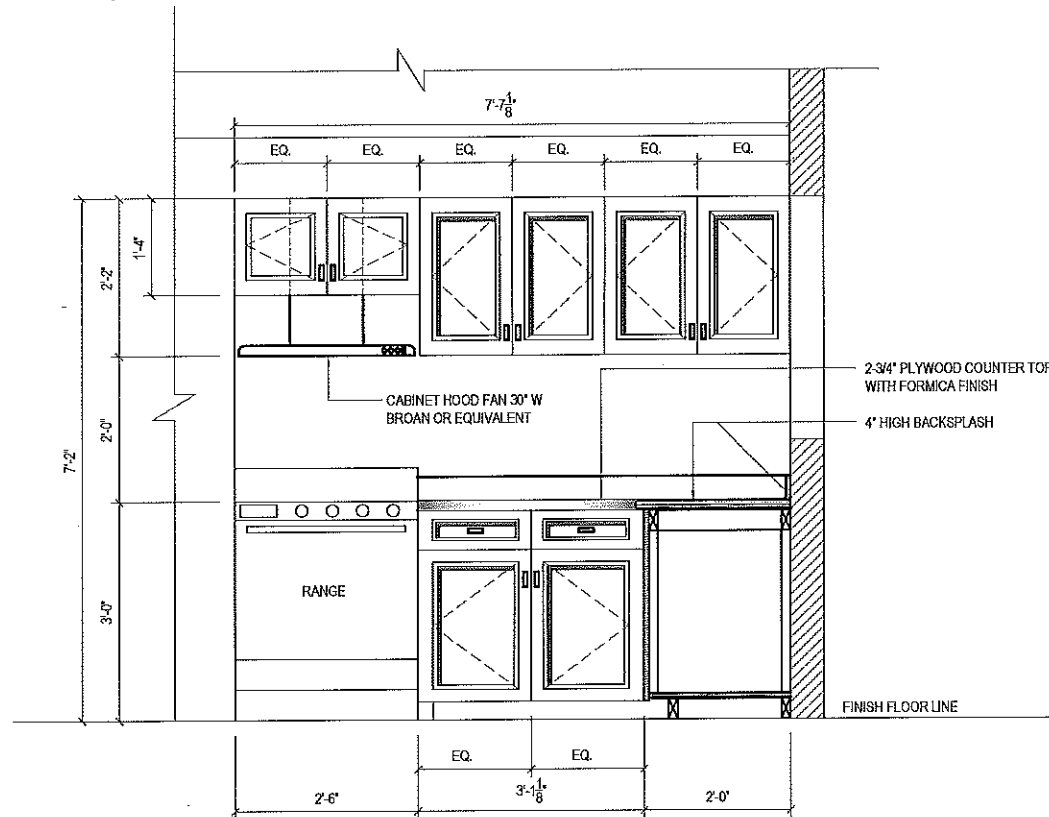 7'-7 1/8"
EQ. EQ. EQ. EQ. EQ. EQ.
1'-4"
2'-2"
2'-0"
7'-2"
3'-0"
CABINET HOOD FAN 30" W
BROAN OR EQUIVALENT
2-3/4" PLYWOOD COUNTER TOP
WITH FORMICA FINISH
4" HIGH BACKSPLASH
RANGE
FINISH FLOOR LINE
EQ. EQ.
2'-6" 3'-1 1/8" 2'-0"